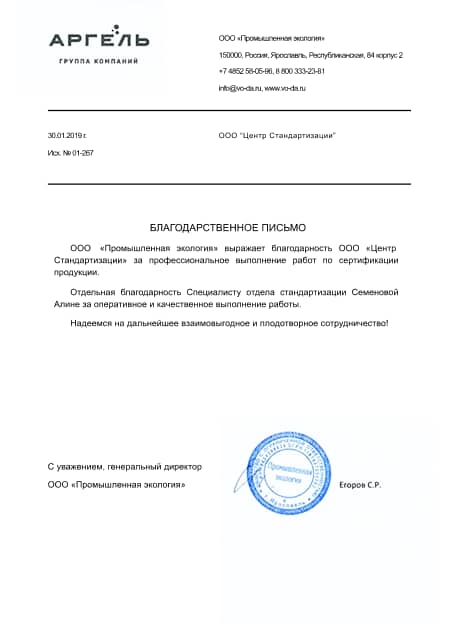 АРГЕЛЬ
ГРУППА КОМПАНИЙ
ООО «Промышленная экология»
150000, Россия, Ярославль, Республиканская, 84 корпус 2
+7 4852 58-05-96, 8 800 333-23-81
info@vo-da.ru, www.vo-da.ru
30.01.2019 г.
Исх. № 01-267
ООО "Центр Стандартизации"
БЛАГОДАРСТВЕННОЕ ПИСЬМО
ООО «Промышленная экология» выражает благодарность ООО «Центр
Стандартизации» за профессиональное выполнение работ по сертификации
продукции.
Отдельная благодарность Специалисту отдела стандартизации Семеновой
Алине за оперативное и качественное выполнение работы.
Надеемся на дальнейшее взаимовыгодное и плодотворное сотрудничество!
С уважением, генеральный директор
ООО «Промышленная экология»
Промышленная
экология
г. Ярославль
Егоров С.Р.